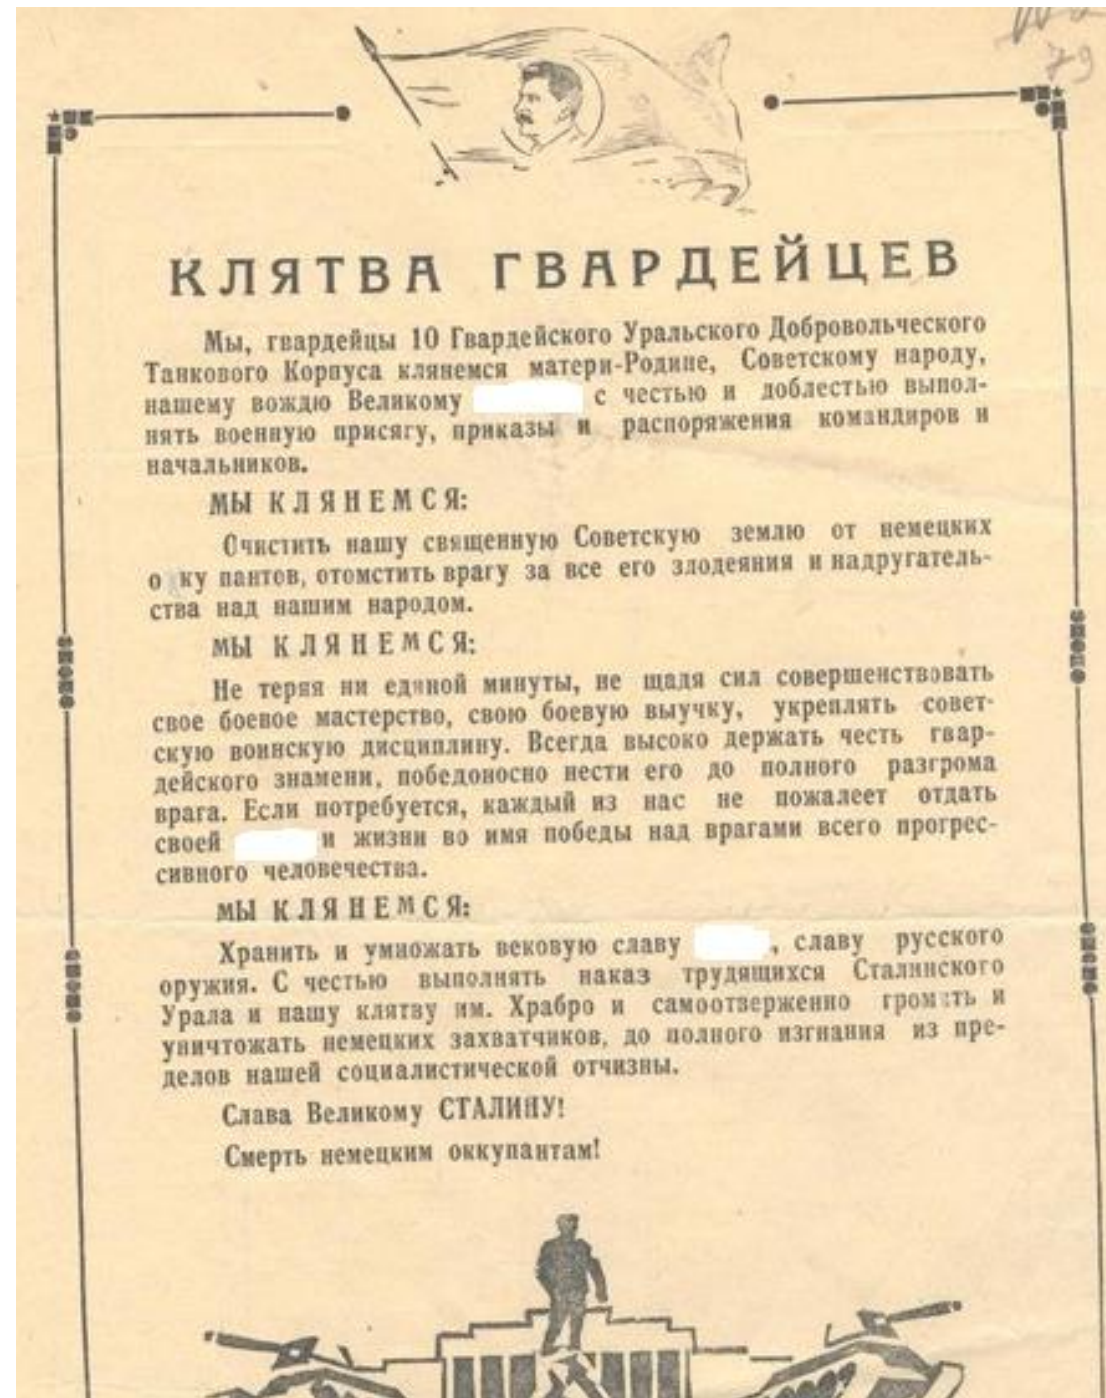 79
КЛЯТВА ГВАРДЕЙЦЕВ
Мы, гвардейцы 10 Гвардейского Уральского Добровольческого
Танкового Корпуса клянемся матери-Родине, Советскому народу,
нашему вождю Великому с честью и доблестью выпол-
нять военную присягу, приказы и распоряжения командиров и
начальников.
МЫ КЛЯНЕМСЯ:
Очистить нашу священную Советскую землю от немецких
о ку пантов, отомстить врагу за все его злодеяния и надругатель-
ства над нашим народом.
МЫ КЛЯНЕМСЯ:
Не теряя ни единой минуты, не щадя сил совершенствовать
свое боевое мастерство, свою боевую выучку, укреплять совет-
скую воинскую дисциплину. Всегда высоко держать честь гвар-
дейского знамени, победоносно нести его до полного разгрома
врага. Если потребуется, каждый из нас не пожалеет отдать
своей и жизни во имя победы над врагами всего прогрес-
сивного человечества.
МЫ КЛЯНЕМСЯ:
Хранить и умножать вековую славу , славу русского
оружия. С честью выполнять наказ трудящихся Сталинского
Урала и нашу клятву им. Храбро и самоотверженно громить и
уничтожать немецких захватчиков, до полного изгнания из пре-
делов нашей социалистической отчизны.
Слава Великому СТАЛИНУ!
Смерть немецким оккупантам!